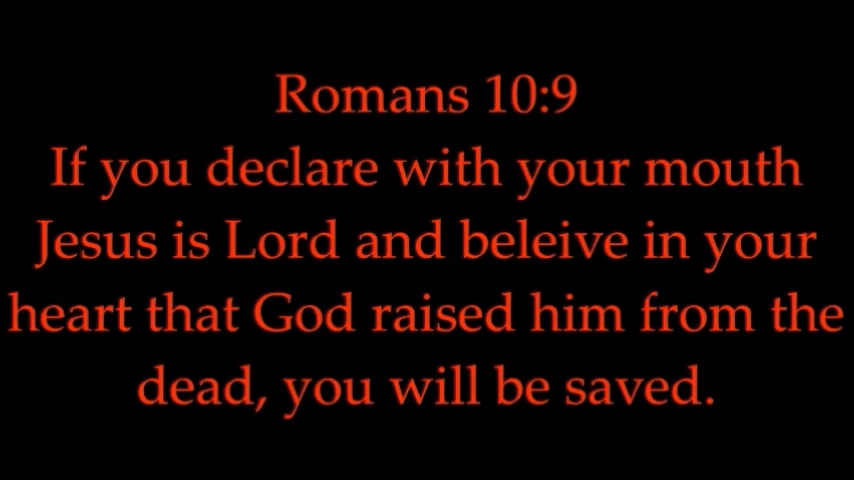 Romans 10:9
If you declare with your mouth
Jesus is Lord and beleive in your
heart that God raised him from the
dead, you will be saved.